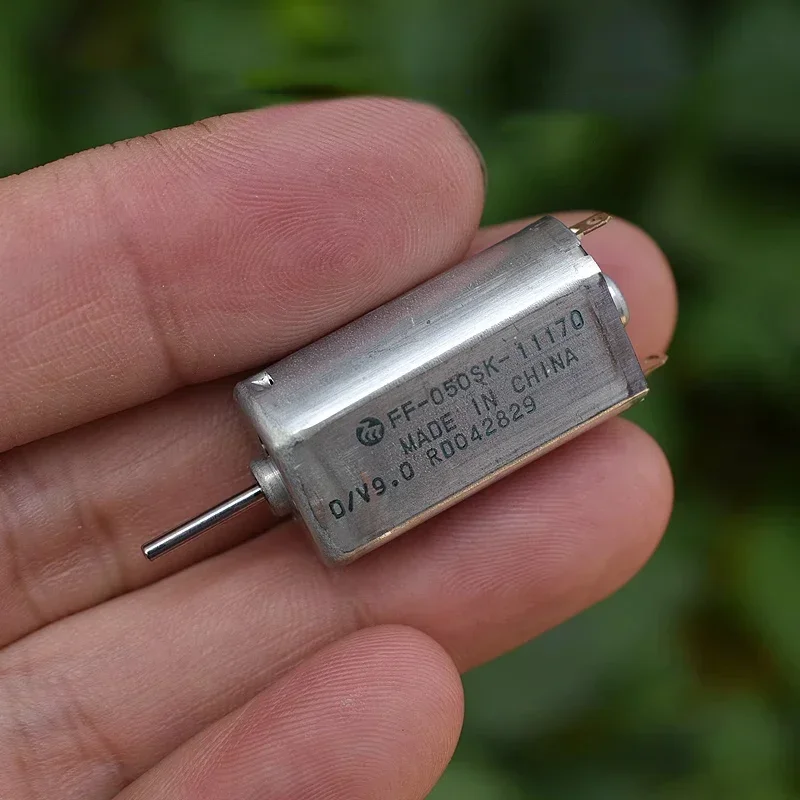 FF-050SK-11170
MADE IN CHINA
D/V9.0 RD042829